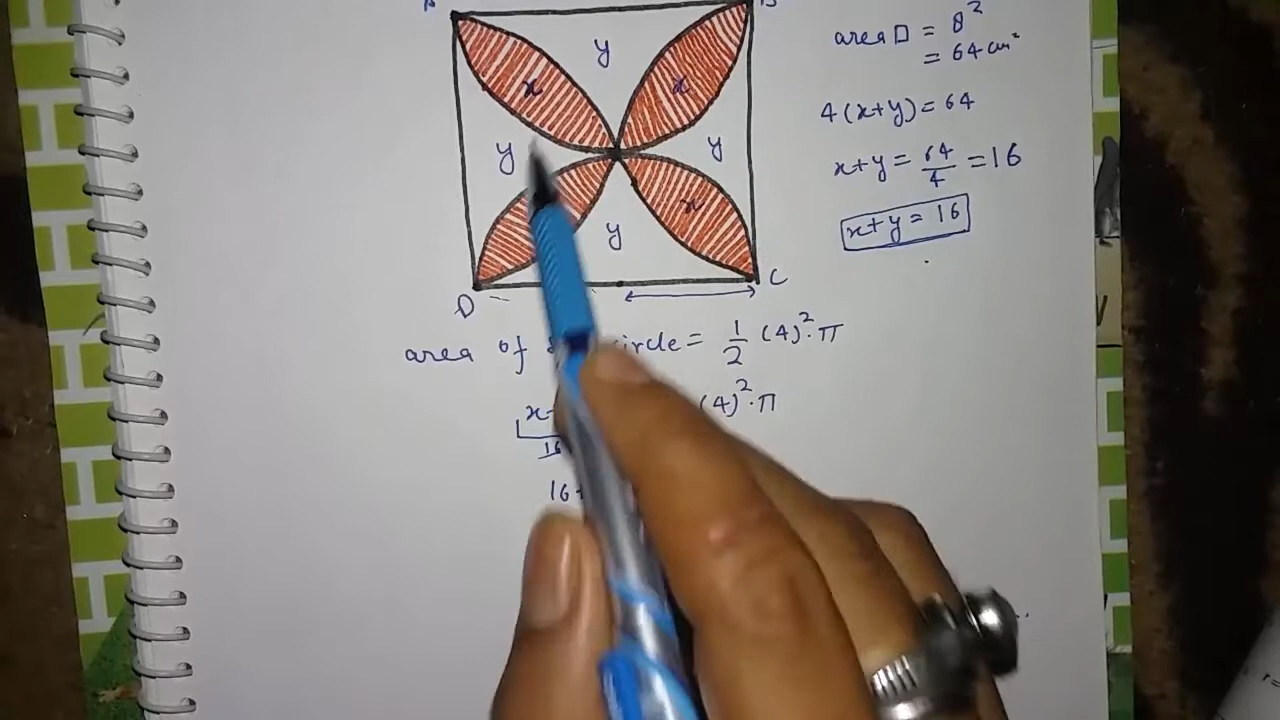 y
x
x
y
y
x
y
D
C
area □ = 8²
= 64 cm²
4(x+y) = 64
x+y = 64/4 = 16
x+y = 16
area of circle = 1/2 (4)².π
x (4)².π
16
16